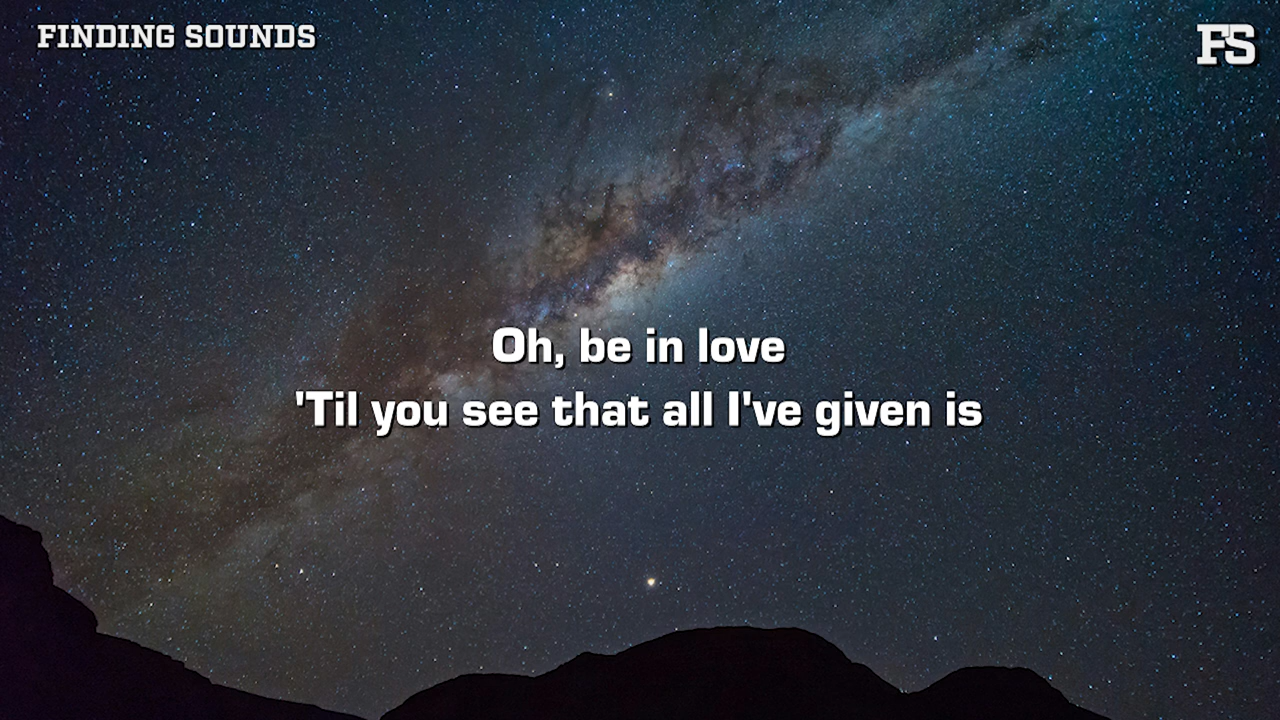 FINDING SOUNDS
FS
Oh, be in love
'Til you see that all I've given is